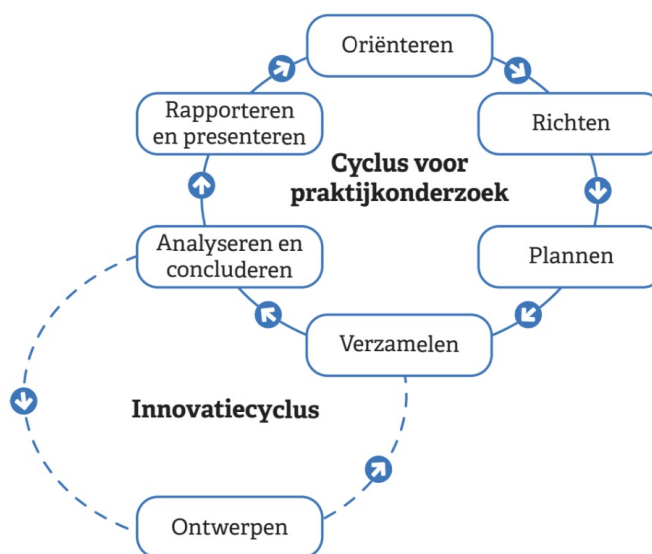 Oriënteren
Rapporteren
en presenteren
Richten
Cyclus voor
praktijkonderzoek
Analyseren en
concluderen
Plannen
Verzamelen
Innovatiecyclus
Ontwerpen